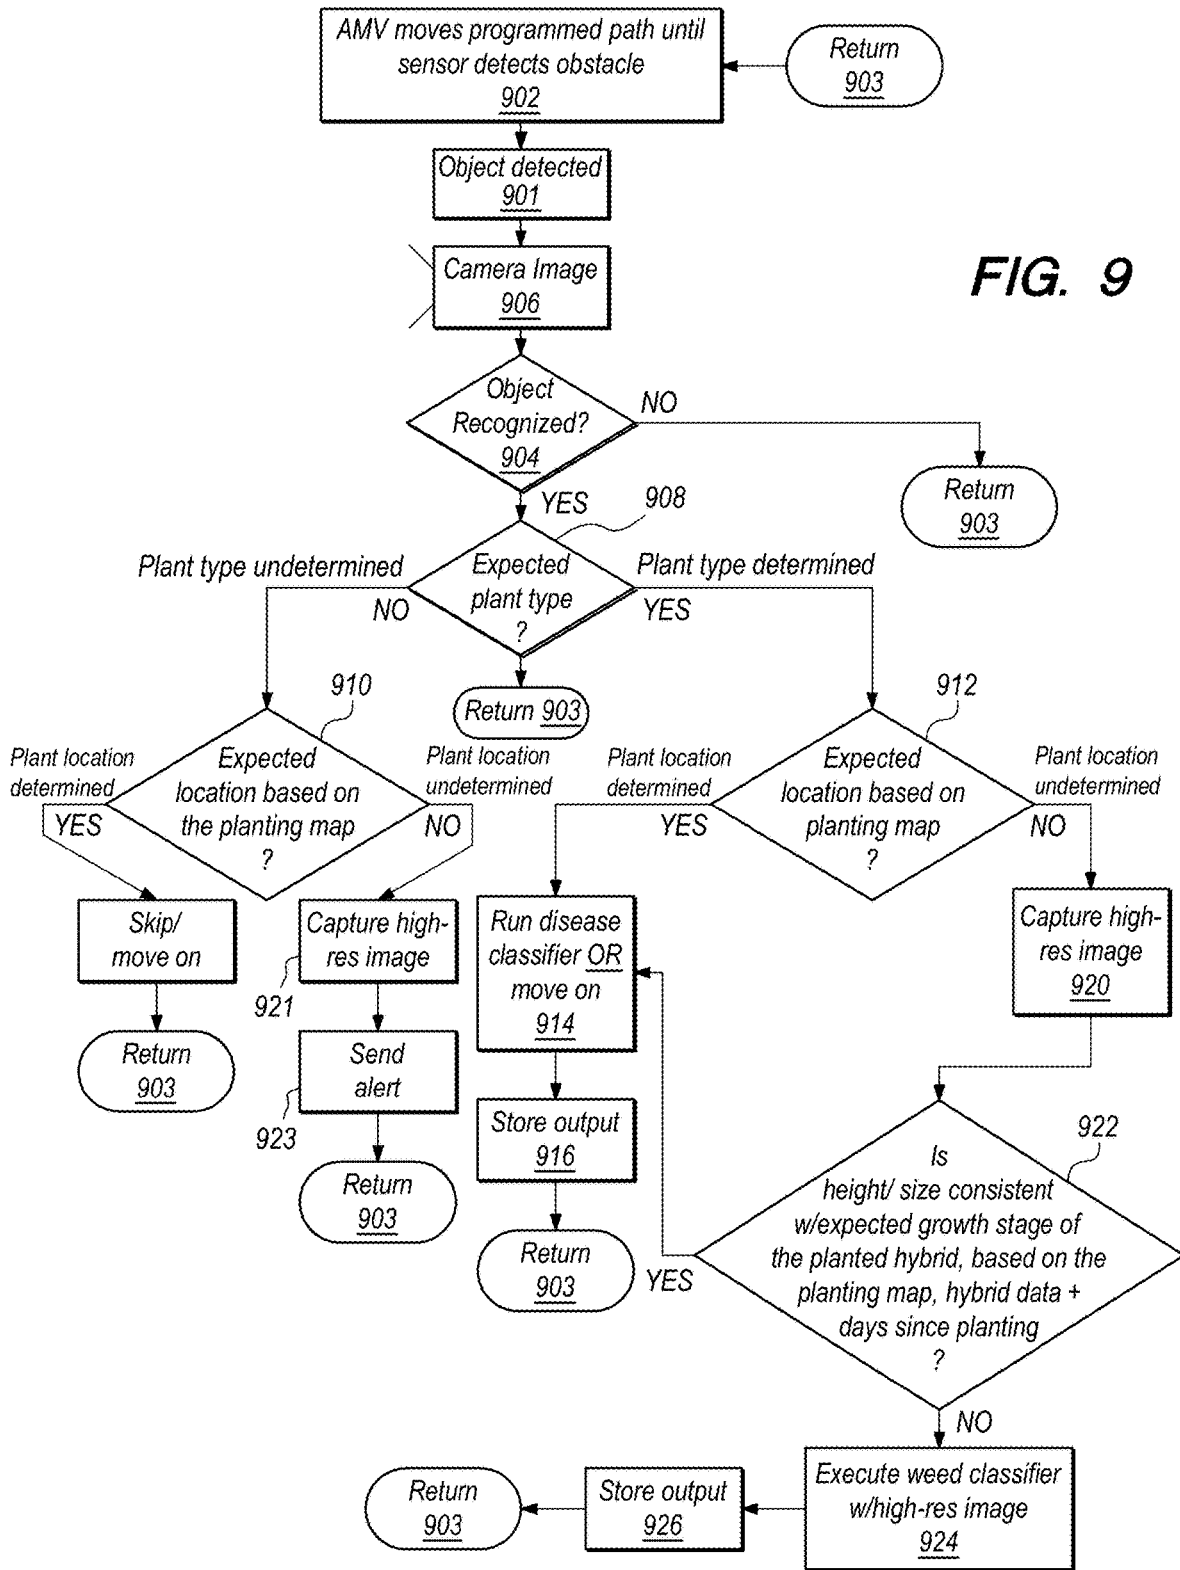 AMV moves programmed path until
sensor detects obstacle
902
Return
903
Object detected
901
Camera Image
906
FIG. 9
Object
Recognized?
904
NO
YES
Return
903
908
Plant type undetermined
NO
Expected
plant type
?
Plant type determined
YES
Return 903
910
Plant location
determined
YES
Expected
location based on
the planting map
?
Plant location
undetermined
NO
912
Plant location
determined
YES
Expected
location based on
planting map
?
Plant location
undetermined
NO
Skip/
move on
Return
903
Capture high-
res image
921
Send
alert
923
Return
903
Run disease
classifier OR
move on
914
Store output
916
Return
903
Capture high-
res image
920
922
Is
height/ size consistent
w/expected growth stage of
the planted hybrid, based on the
planting map, hybrid data +
days since planting
?
YES
NO
Execute weed classifier
w/high-res image
924
Store output
926
Return
903